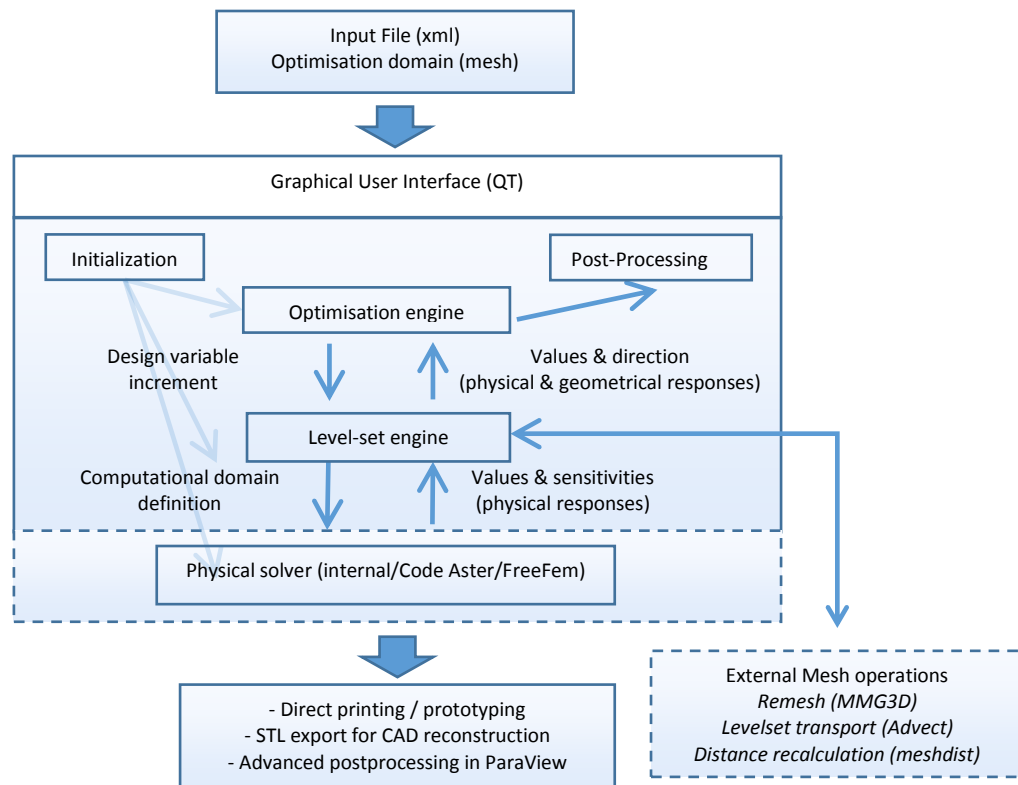 Input File (xml)
Optimisation domain (mesh)
Graphical User Interface (QT)
Initialization
Post-Processing
Optimisation engine
Design variable
increment
Values & direction
(physical & geometrical responses)
Level-set engine
Computational domain
definition
Values & sensitivities
(physical responses)
Physical solver (internal/Code Aster/FreeFem)
External Mesh operations
Remesh (MMG3D)
Levelset transport (Advect)
Distance recalculation (meshdist)
- Direct printing / prototyping
- STL export for CAD reconstruction
- Advanced postprocessing in ParaView